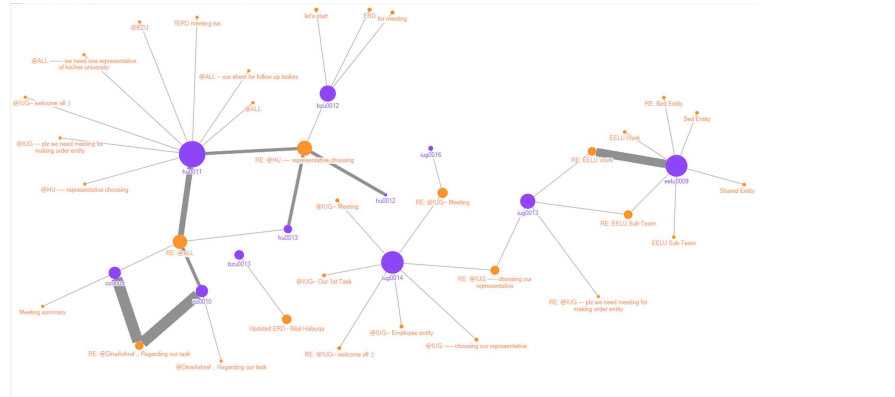 let's start
ERD
for meeting
?ERD meeting isa
@BZU
@ALL ----- we need one representative
of his/her university
@ALL -- our sheet for follow up taskes
@IUG-- welcome all :)
@ALL
RE: Bed Entity
Bed Entity
bzu0012
EELU Work
@IUG -- plz we need meeting for
making order entity
iug0016
RE: @HU ---- representative choosing
RE: EELU Work
hu0011
eelu0009
@HU ---- representative choosing
hu0012
RE: @IUG-- Meeting
Shared Entity
@IUG-- Meeting
iug0013
RE: EELU Sub-Team
hu0013
EELU Sub-Team
RE: @ALL
bzu0013
iug0014
@IUG-- Our 1st Task
RE: @IUG ---- choosing our
representative
RE: @IUG --- plz we need meeting for
making order entity
Meeting summary
Updated ERD - Bilal
@IUG-- Employee entity
@IUG ---- choosing our representative
RE: @DinaAshraf .. Regarding our task
RE: @IUG-- welcome all :)
@DinaAshraf .. Regarding our task